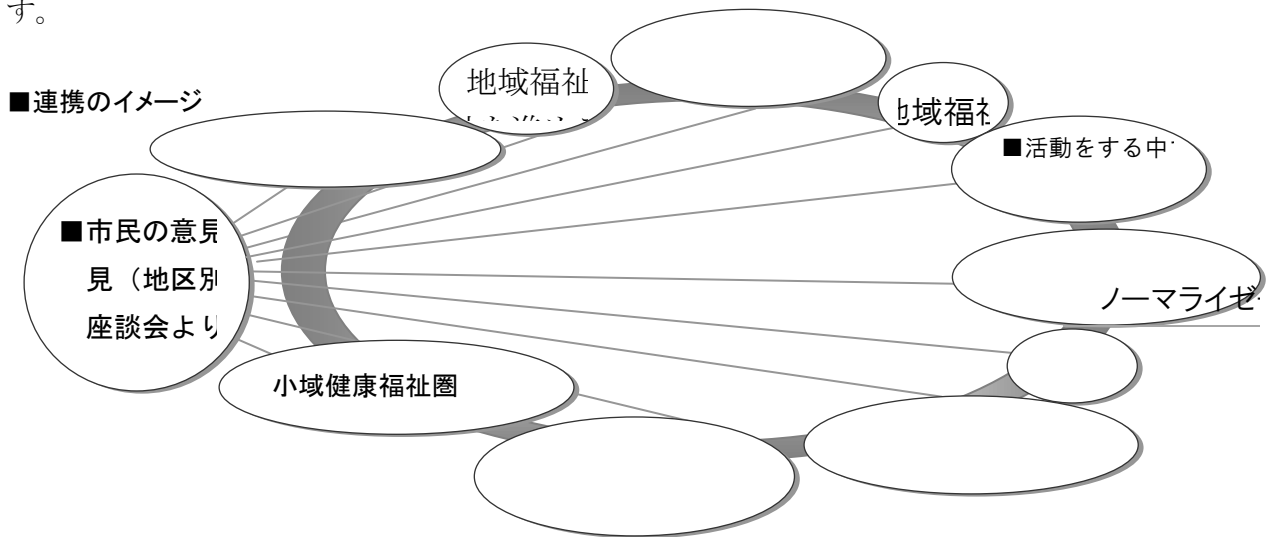 す。
■連携のイメージ
地域福祉
地域福祉
■活動をする中
■市民の意見
見（地区別
座談会より
ノーマライゼ
小域健康福祉圏